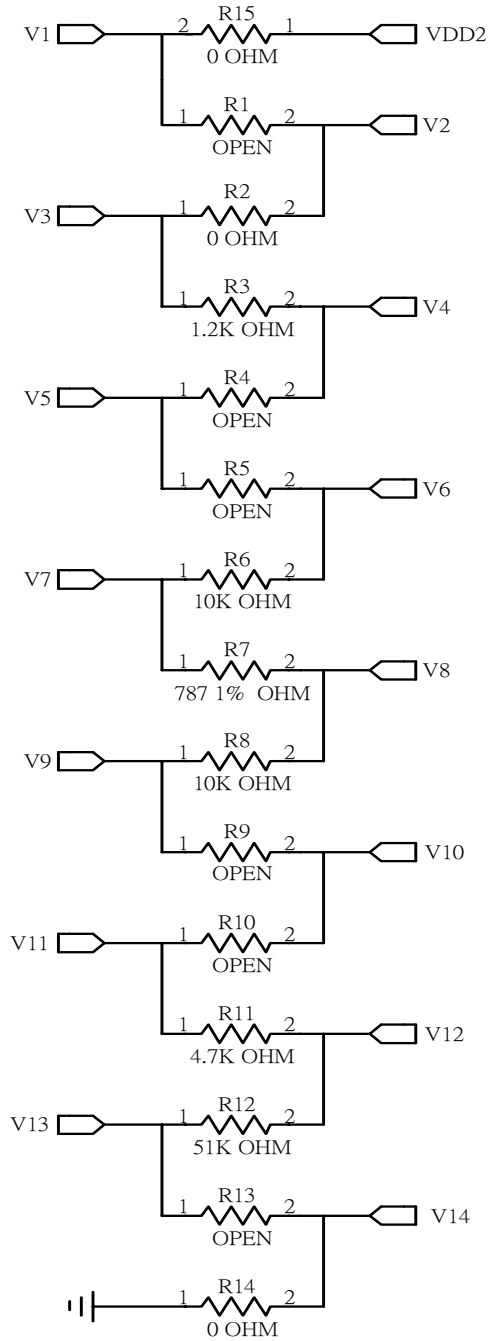 R15
V1 2 1 VDD2
0 OHM
R1
1 2 V2
OPEN
R2
V3 1 2
0 OHM
R3
1 2 V4
1.2K OHM
R4
V5 1 2
OPEN
R5
1 2 V6
OPEN
R6
V7 1 2
10K OHM
R7
1 2 V8
787 1% OHM
R8
V9 1 2
10K OHM
R9
1 2 V10
OPEN
R10
V11 1 2
OPEN
R11
1 2 V12
4.7K OHM
R12
V13 1 2
51K OHM
R13
1 2 V14
OPEN
R14
1 2
0 OHM